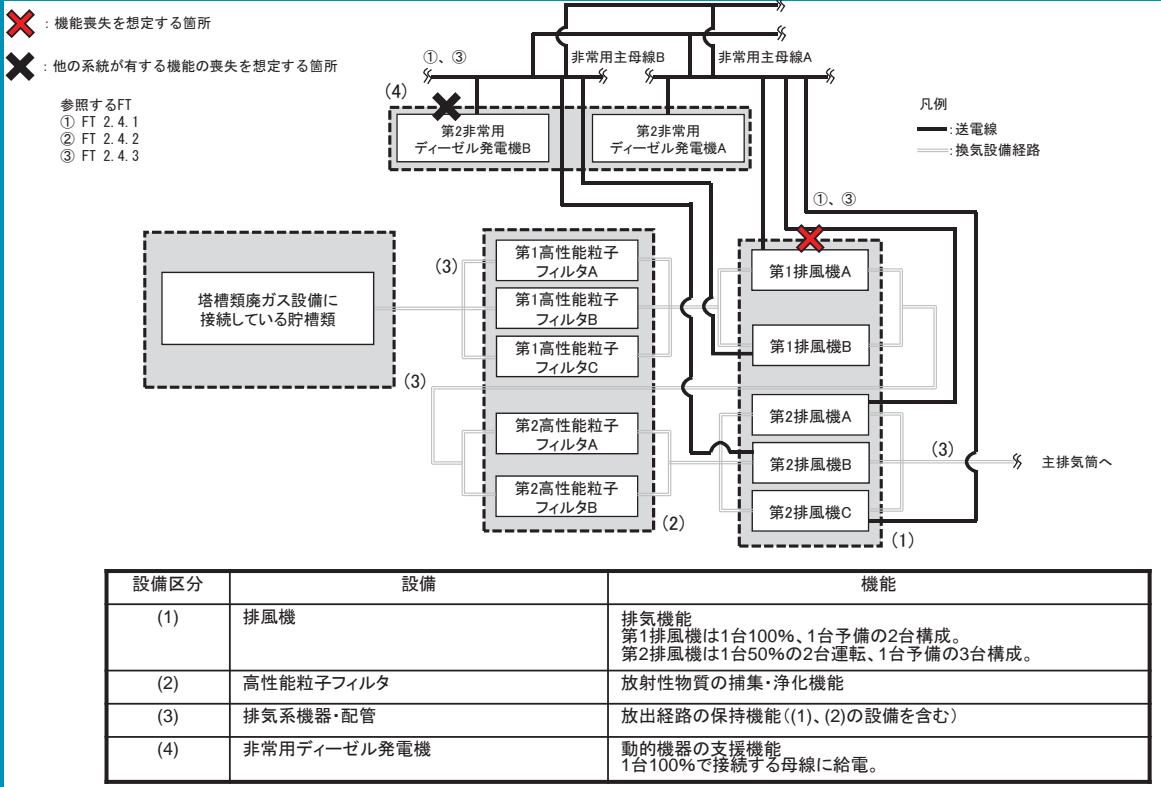 ：機能喪失を想定する箇所
：他の系統が有する機能の喪失を想定する箇所
参照するFT
① FT 2.4.1
② FT 2.4.2
③ FT 2.4.3
①、③
非常用主母線B
非常用主母線A
(4)
第2非常用
ディーゼル発電機B
第2非常用
ディーゼル発電機A
凡例
：送電線
：換気設備経路
①、③
塔槽類廃ガス設備に
接続している貯槽類
(3)
(3)
第1高性能粒子
フィルタA
第1高性能粒子
フィルタB
第1高性能粒子
フィルタC
第2高性能粒子
フィルタA
第2高性能粒子
フィルタB
(2)
第1排風機A
第1排風機B
第2排風機A
第2排風機B
第2排風機C
(1)
(3)
主排気筒へ
設備区分 設備 機能
(1) 排風機 排気機能
第1排風機は1台100%、1台予備の2台構成。
第2排風機は1台50%の2台運転、1台予備の3台構成。
(2) 高性能粒子フィルタ 放射性物質の捕集・浄化機能
(3) 排気系機器・配管 放出経路の保持機能((1)、(2)の設備を含む)
(4) 非常用ディーゼル発電機 動的機器の支援機能
1台100%で接続する母線に給電。